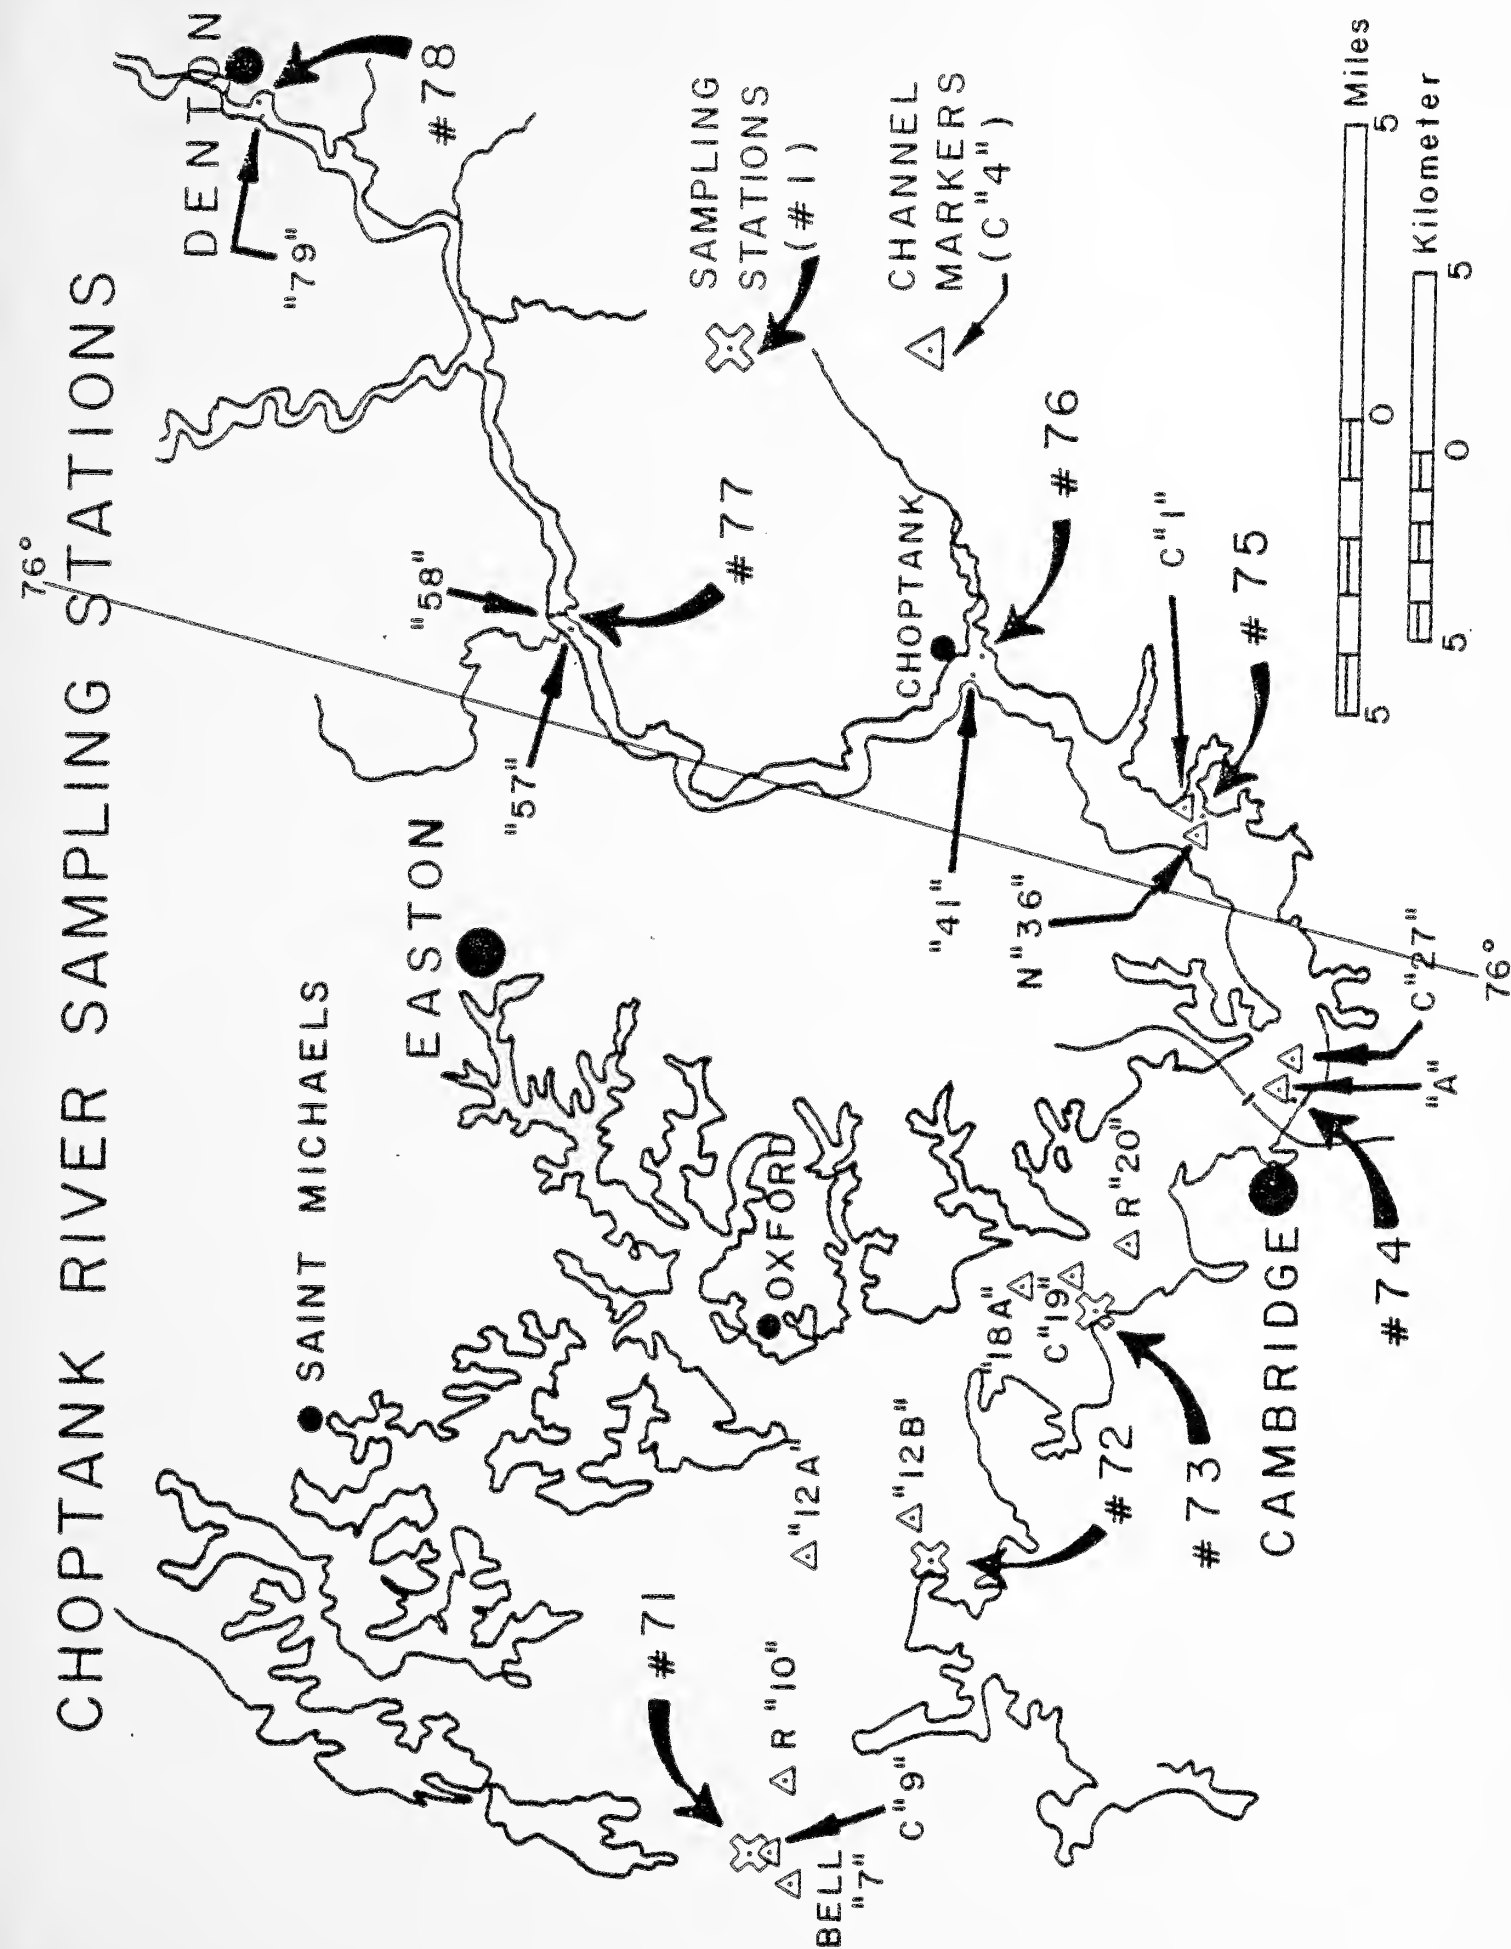 CHOPTANK RIVER SAMPLING STATIONS
76°
DENTON
"79"
#78
SAINT MICHAELS
EASTON
"58"
"57"
#77
SAMPLING
STATIONS
(#1)
CHANNEL
MARKERS
(C"4")
#71
R "10"
C"9"
BELL
"7"
"12A"
"12B"
OXFORD
CHOPTANK
#76
"41"
N"36"
C"1"
#75
"18A"
C"19"
R"20"
#72
#73
CAMBRIDGE
#74
"A"
C"27"
76°
Miles
5
0
5
Kilometer
5
0
5